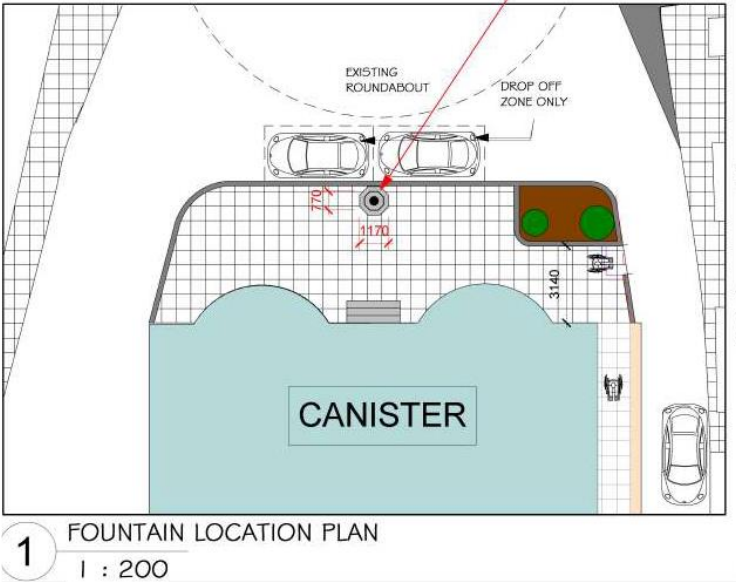 EXISTING
ROUNDABOUT
DROP OFF
ZONE ONLY
770
1170
3140
CANISTER
1
FOUNTAIN LOCATION PLAN
1 : 200